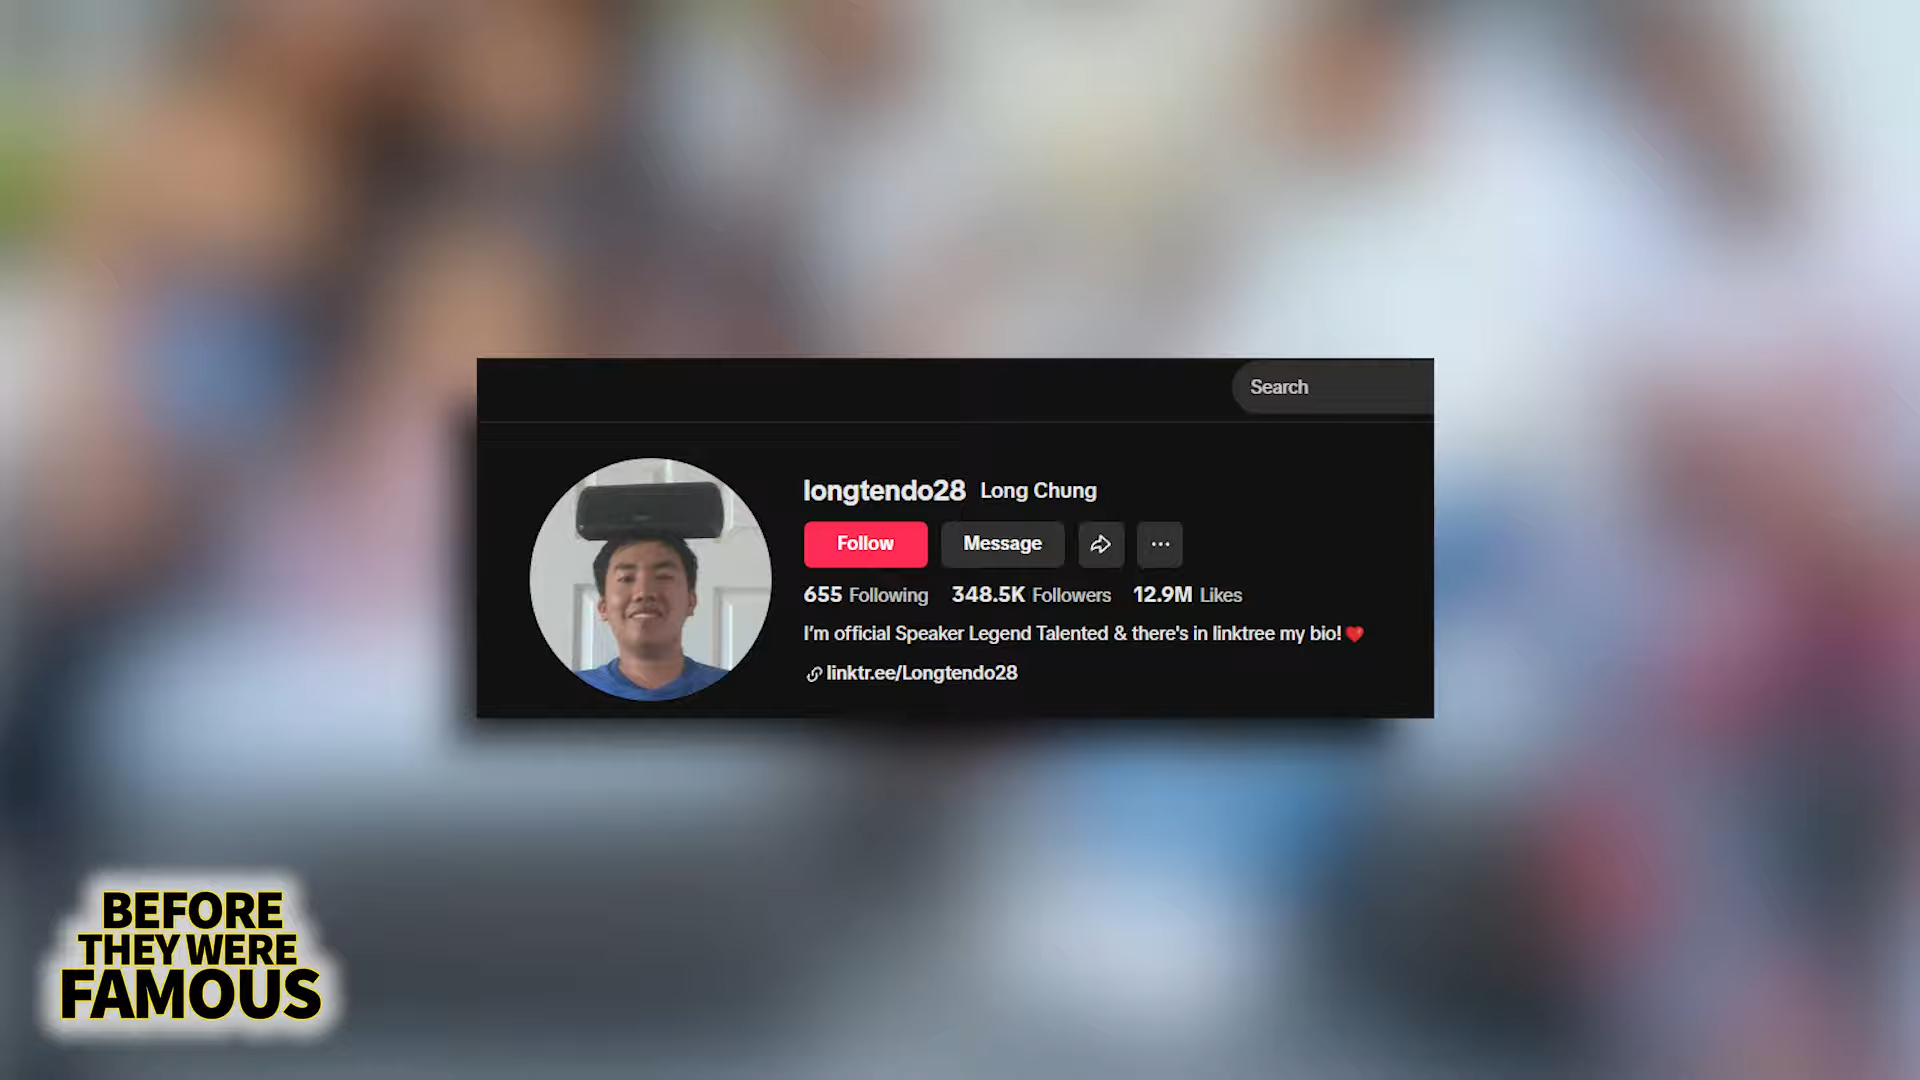 Search
longtendo28 Long Chung
Follow Message
655 Following 348.5K Followers 12.9M Likes
I'm official Speaker Legend Talented & there's in linktree my bio!❤️
linktr.ee/Longtendo28
BEFORE
THEY WERE
FAMOUS